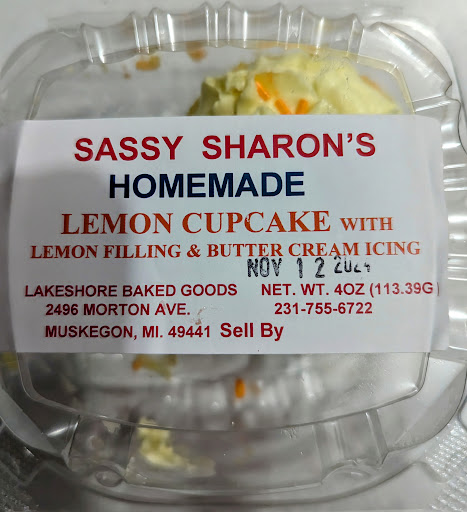 SASSY SHARON'S
HOMEMADE
LEMON CUPCAKE WITH
LEMON FILLING & BUTTER CREAM ICING
NOV 12 2024
LAKESHORE BAKED GOODS NET. WT. 4OZ (113.39G)
2496 MORTON AVE. 231-755-6722
MUSKEGON, MI. 49441 Sell By